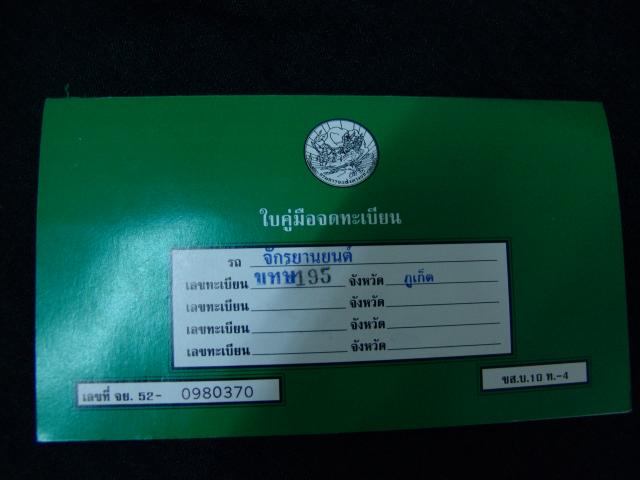 ใบคู่มือจดทะเบียน
รถ จักรยานยนต์
เลขทะเบียน ขทษ195 จังหวัด ภูเก็ต
เลขทะเบียน จังหวัด
เลขทะเบียน จังหวัด
เลขทะเบียน จังหวัด
เลขที่ จย. 52- 0980370
ขส.บ.10 ท.-4